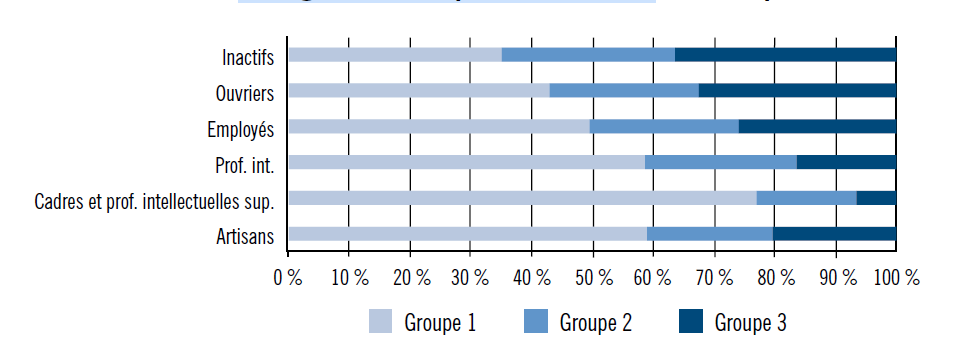 Inactifs
Ouvriers
Employés
Prof. int.
Cadres et prof. intellectuelles sup.
Artisans
0 % 10 % 20 % 30 % 40 % 50 % 60 % 70 % 80 % 90 % 100 %
Groupe 1 Groupe 2 Groupe 3